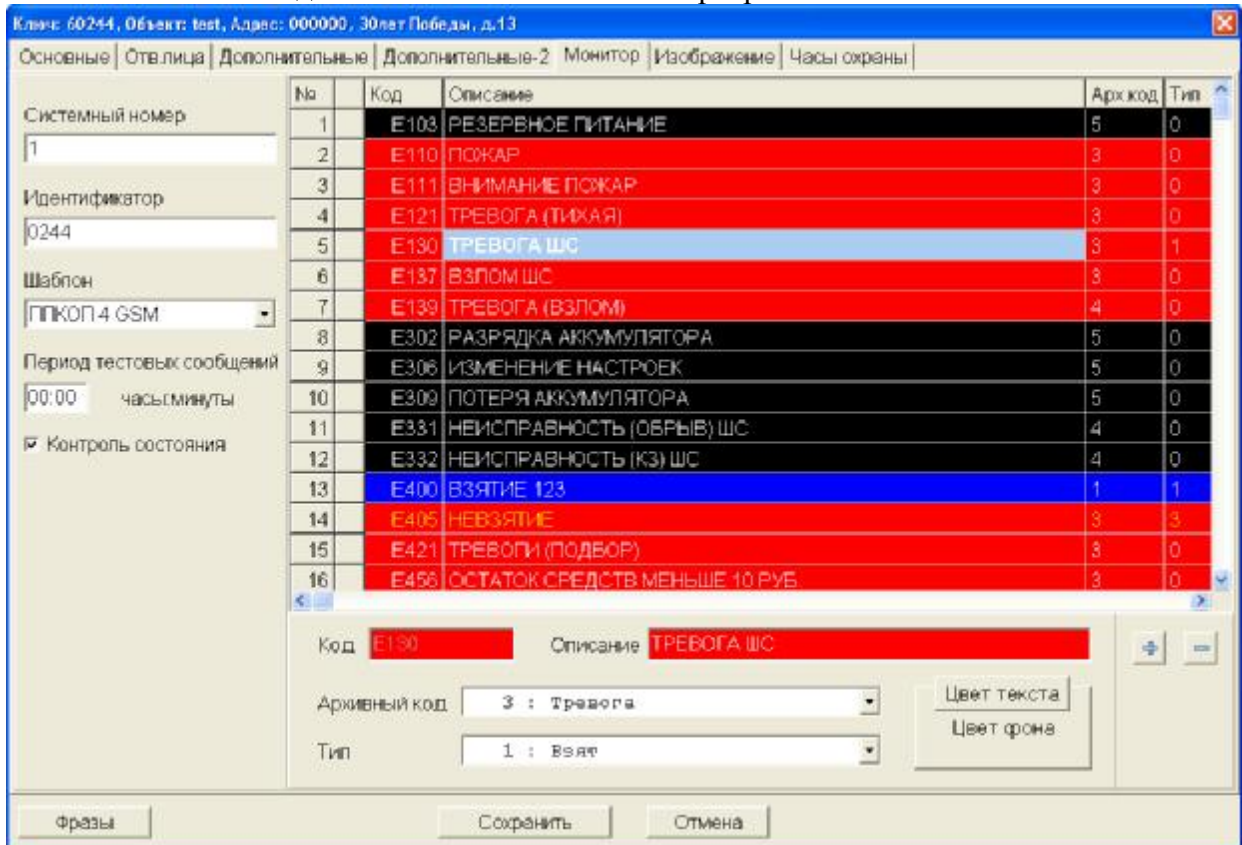 Ключ: 60244, Объект: test, Адрес: 000000, 30лет Победы, д.13
Основные Отв.лица Дополнительные Дополнительные-2 Монитор Изображение Часы охраны
Системный номер
1
Идентификатор
0244
Шаблон
ППКОП 4 GSM
Период тестовых сообщений
00:00 часы:минуты
Контроль состояния
№ Код Описание Арх.код Тип
1 E103 РЕЗЕРВНОЕ ПИТАНИЕ 5 0
2 E110 ПОЖАР 3 0
3 E111 ВНИМАНИЕ ПОЖАР 3 0
4 E121 ТРЕВОГА (ТИХАЯ) 3 0
5 E130 ТРЕВОГА ШС 3 1
6 E137 ВЗЛОМ ШС 3 0
7 E139 ТРЕВОГА (ВЗЛОМ) 4 0
8 E302 РАЗРЯДКА АККУМУЛЯТОРА 5 0
9 E306 ИЗМЕНЕНИЕ НАСТРОЕК 5 0
10 E309 ПОТЕРЯ АККУМУЛЯТОРА 5 0
11 E331 НЕИСПРАВНОСТЬ (ОБРЫВ) ШС 4 0
12 E332 НЕИСПРАВНОСТЬ (КЗ) ШС 4 0
13 E400 ВЗЯТИЕ 123 1 1
14 E405 НЕВЗЯТИЕ 3 3
15 E421 ТРЕВОГИ (ПОДБОР) 3 0
16 E456 ОСТАТОК СРЕДСТВ МЕНЬШЕ 10 РУБ. 3 0
Код E130 Описание ТРЕВОГА ШС
Архивный код 3 : Тревога
Тип 1 : Взят
Цвет текста
Цвет фона
Фразы Сохранить Отмена